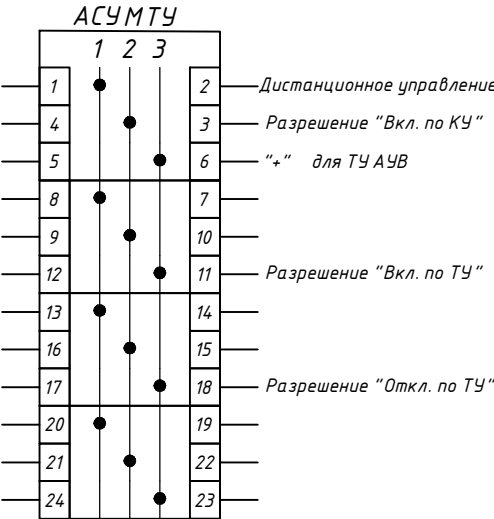 АСУ МТУ
1 2 3
1 2 Дистанционное управление
4 3 Разрешение "Вкл. по КУ"
5 6 "+" для ТУ АУВ
8 7
9 10
12 11 Разрешение "Вкл. по ТУ"
13 14
16 15
17 18 Разрешение "Откл. по ТУ"
20 19
21 22
24 23